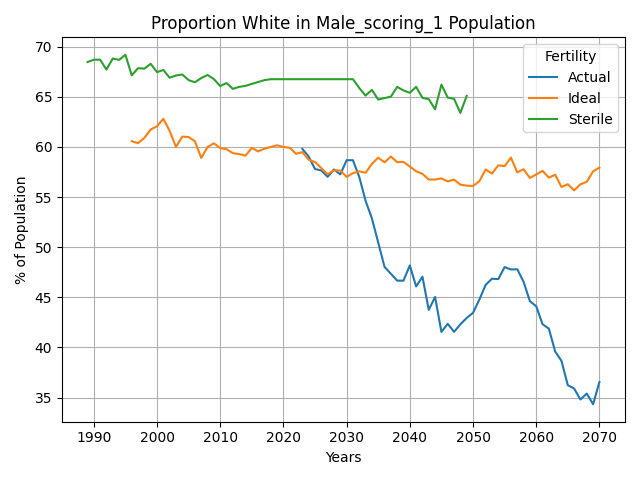 Proportion White in Male_scoring_1 Population
% of Population
70
65
60
55
50
45
40
35
Fertility
Actual
Ideal
Sterile
1990 2000 2010 2020 2030 2040 2050 2060 2070
Years